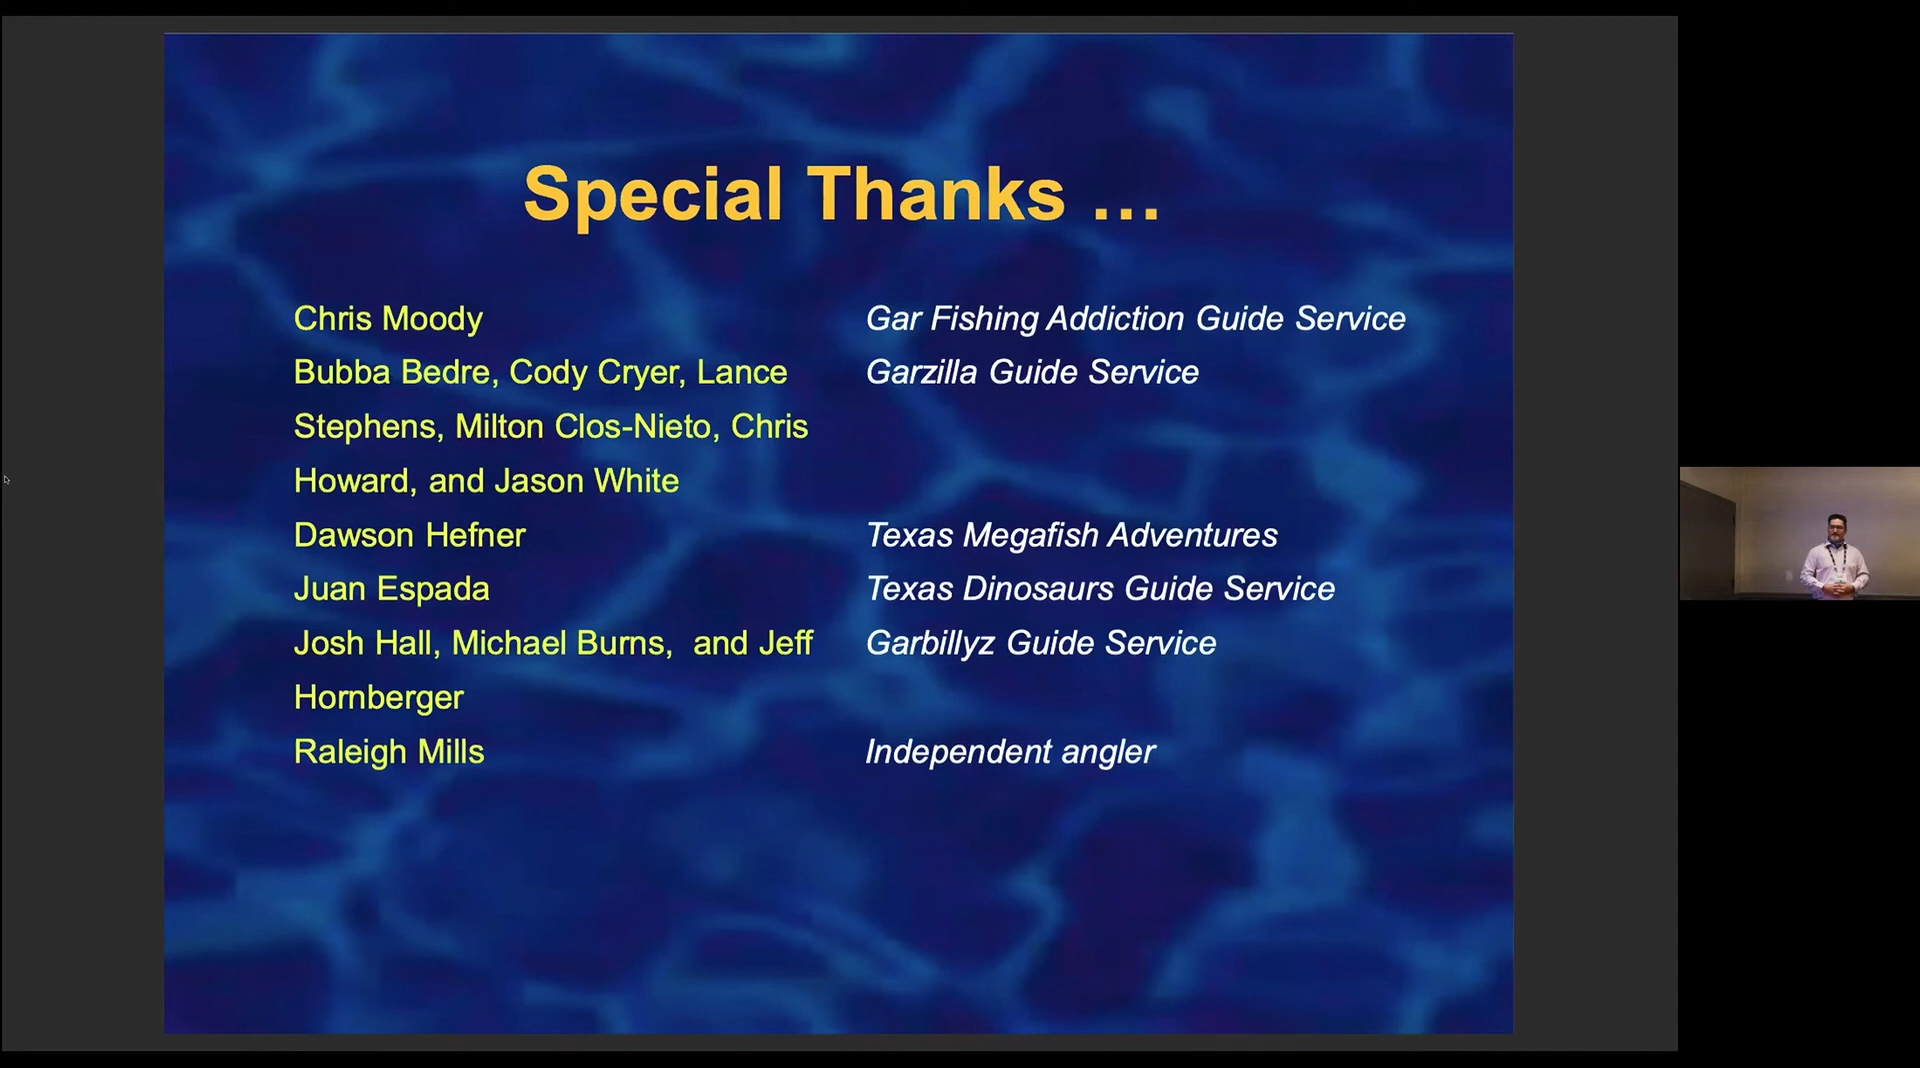 Special Thanks …
Chris Moody Gar Fishing Addiction Guide Service
Bubba Bedre, Cody Cryer, Lance Garzilla Guide Service
Stephens, Milton Clos-Nieto, Chris
Howard, and Jason White
Dawson Hefner Texas Megafish Adventures
Juan Espada Texas Dinosaurs Guide Service
Josh Hall, Michael Burns,  and Jeff Garbillyz Guide Service
Hornberger
Raleigh Mills Independent angler